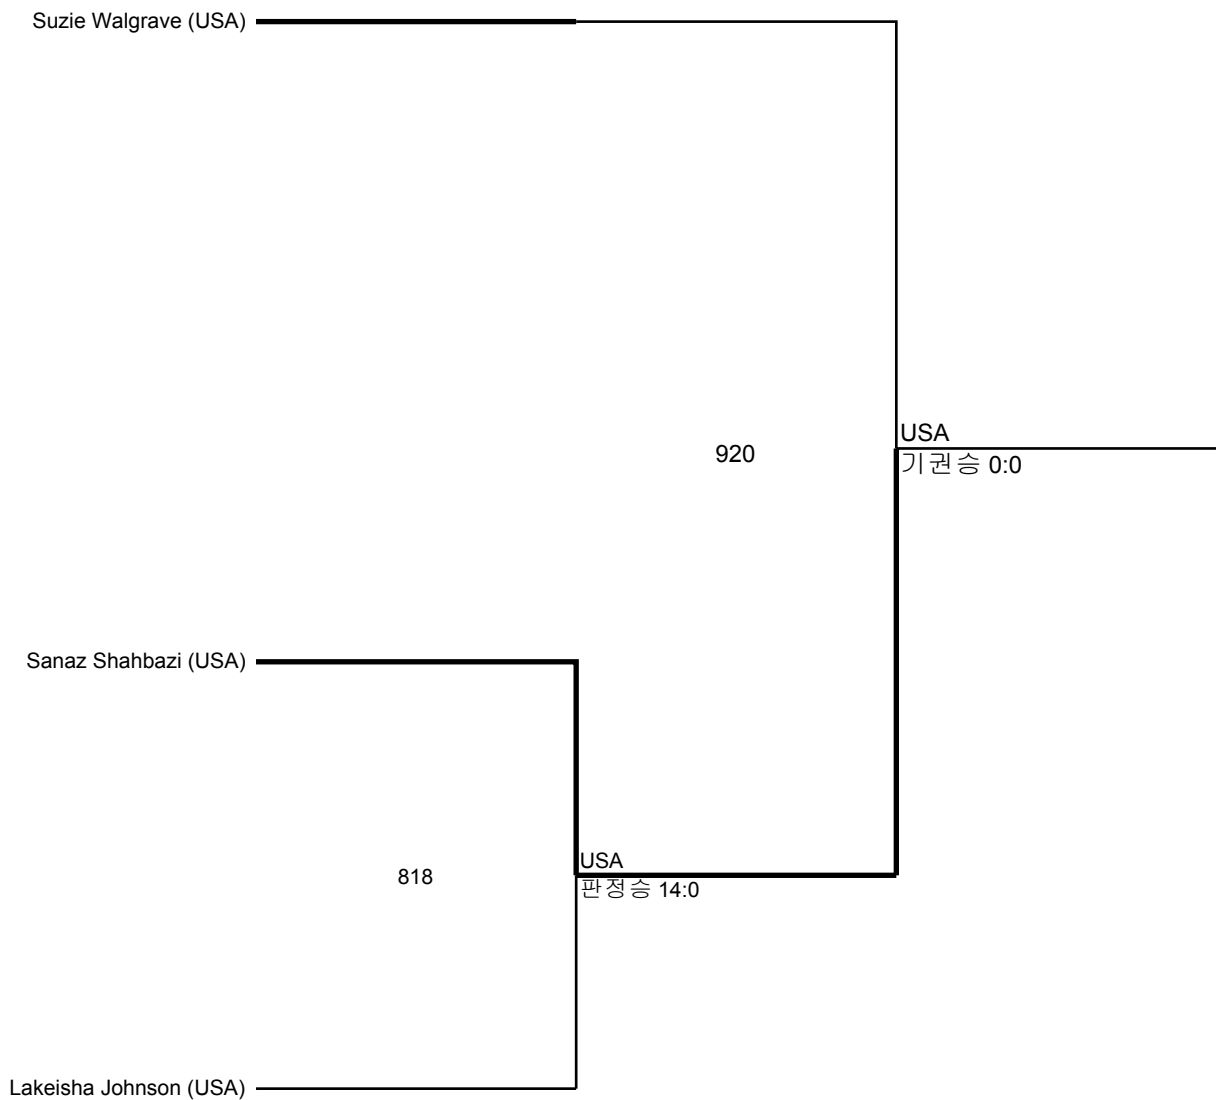 Suzie Walgrave (USA)
USA
920
기권승 0:0
Sanaz Shahbazi (USA)
USA
818
판정승 14:0
Lakeisha Johnson (USA)